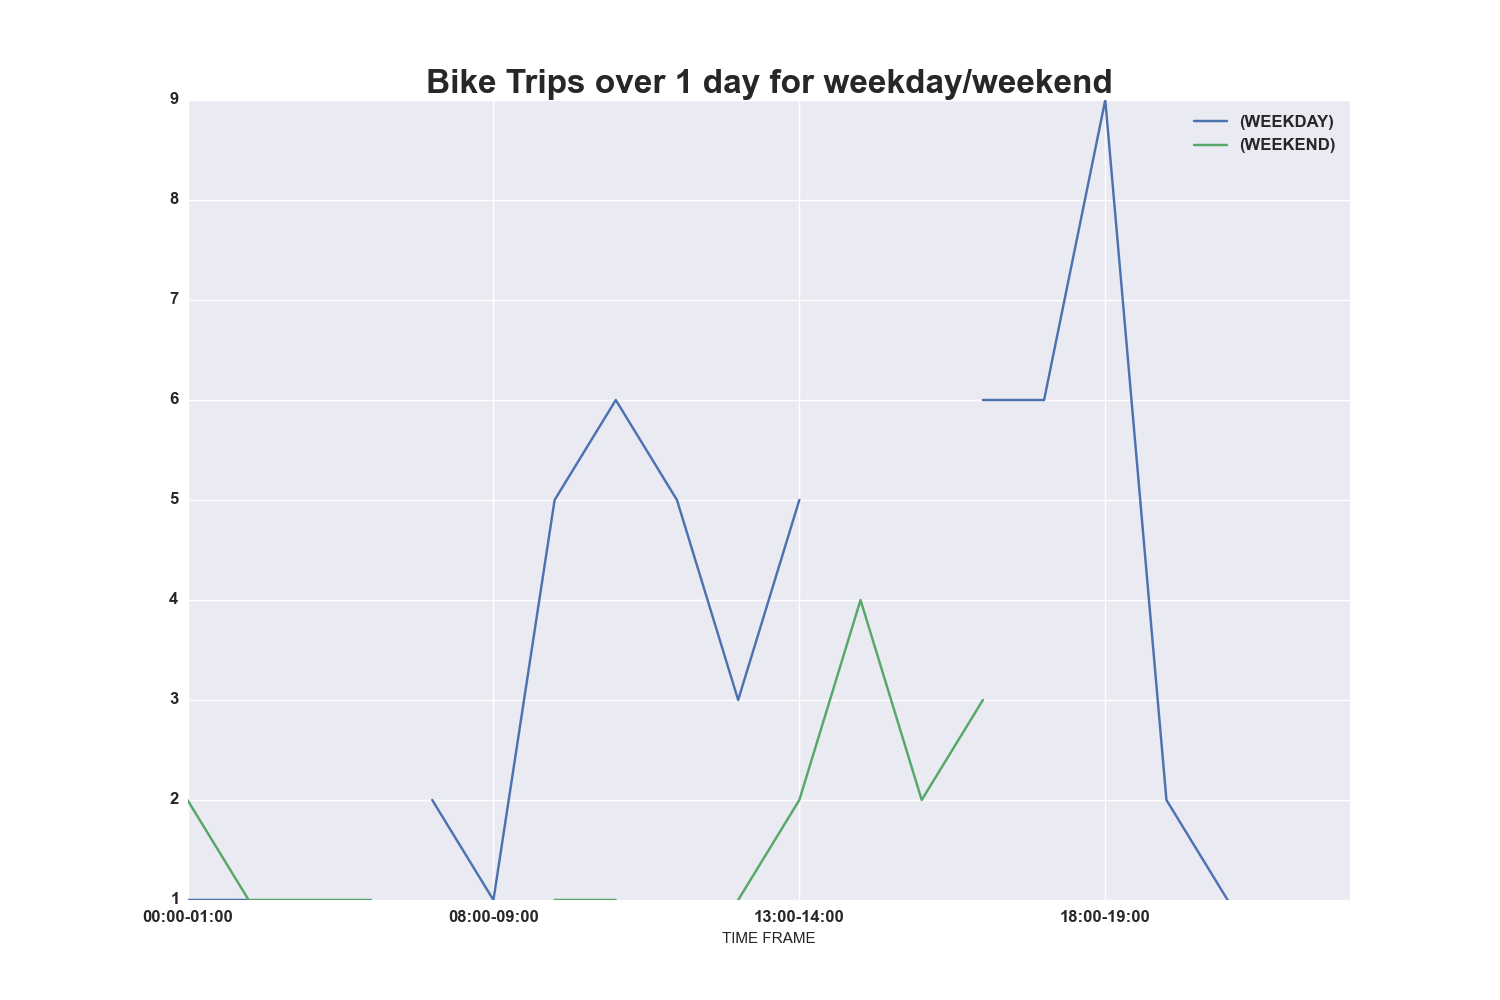 Bike Trips over 1 day for weekday/weekend
(WEEKDAY)
(WEEKEND)
9
8
7
6
5
4
3
2
1
00:00-01:00 08:00-09:00 13:00-14:00 18:00-19:00
TIME FRAME